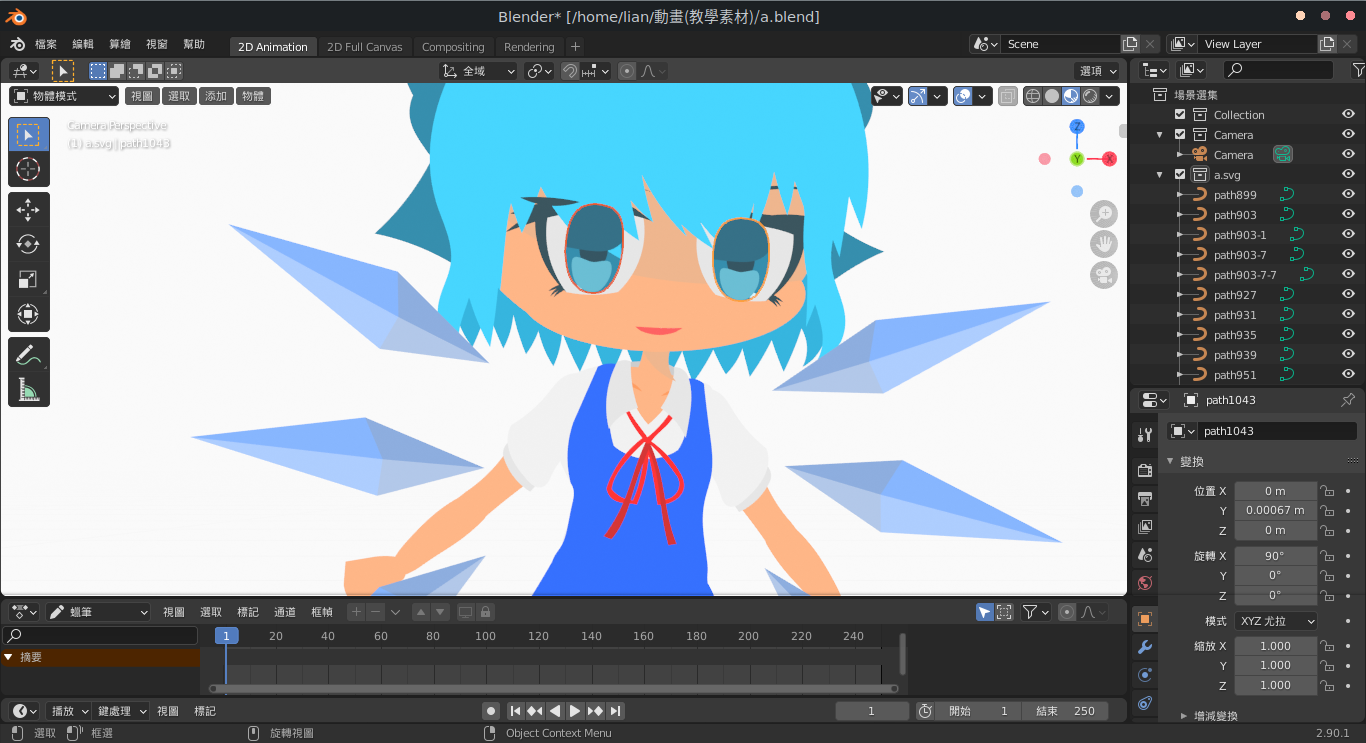 Blender* [/home/lian/動畫(教學素材)/a.blend]
檔案 編輯 算繪 視窗 幫助 2D Animation 2D Full Canvas Compositing Rendering + Scene View Layer
全域 選項
物體模式 視圖 選取 添加 物體
Camera Perspective
(1) a.svg | path1043
Z
Y X
場景選集
Collection
Camera
Camera
a.svg
path899
path903
path903-1
path903-7
path903-7-7
path927
path931
path935
path939
path951
path1043
path1043
變換
位置 X 0 m
Y 0.00067 m
Z 0 m
旋轉 X 90°
Y 0°
Z 0°
模式 XYZ 尤拉
縮放 X 1.000
Y 1.000
Z 1.000
增減變換
蠟筆 視圖 選取 標記 通道 框幀
1 20 40 60 80 100 120 140 160 180 200 220 240
摘要
播放 鍵處理 視圖 標記 1 開始 1 結束 250
選取 框選 旋轉視圖 Object Context Menu 2.90.1